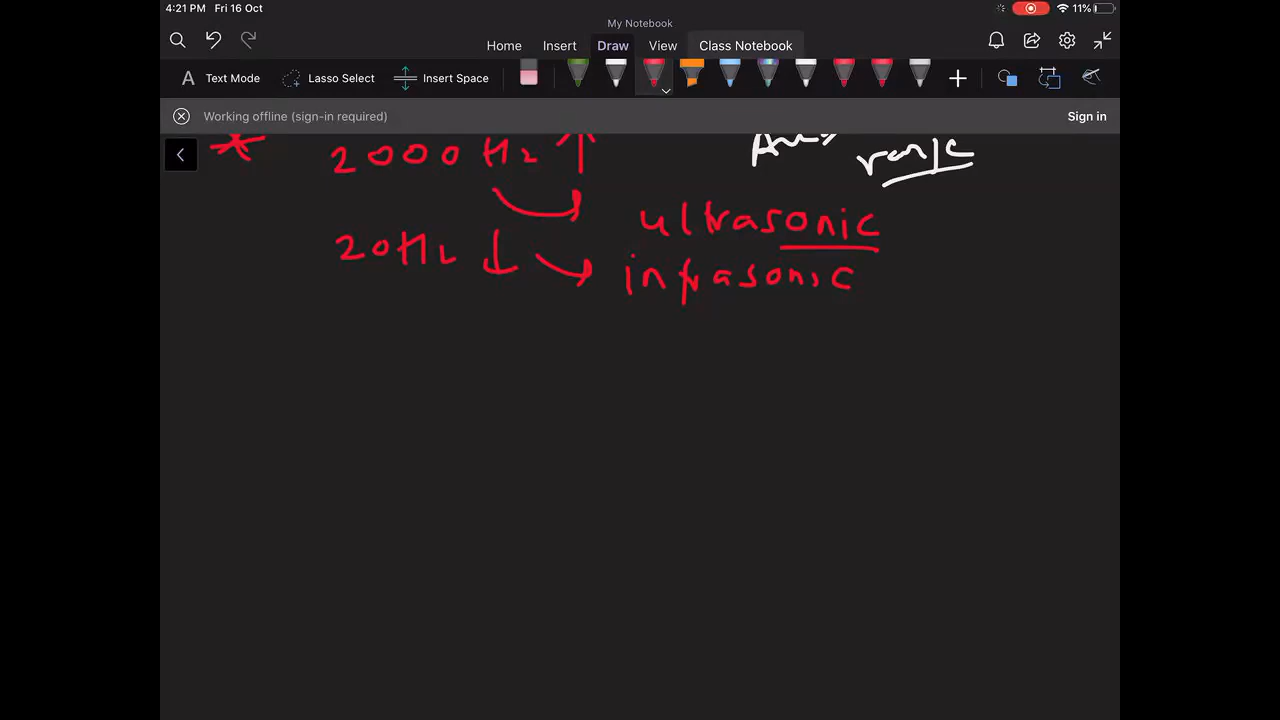 4:21 PM Fri 16 Oct 11%
My Notebook
Home Insert Draw View Class Notebook
A Text Mode Lasso Select Insert Space
Working offline (sign-in required) Sign in
2000 Hz ↑
ultrasonic
20Hz ↓ → infrasonic